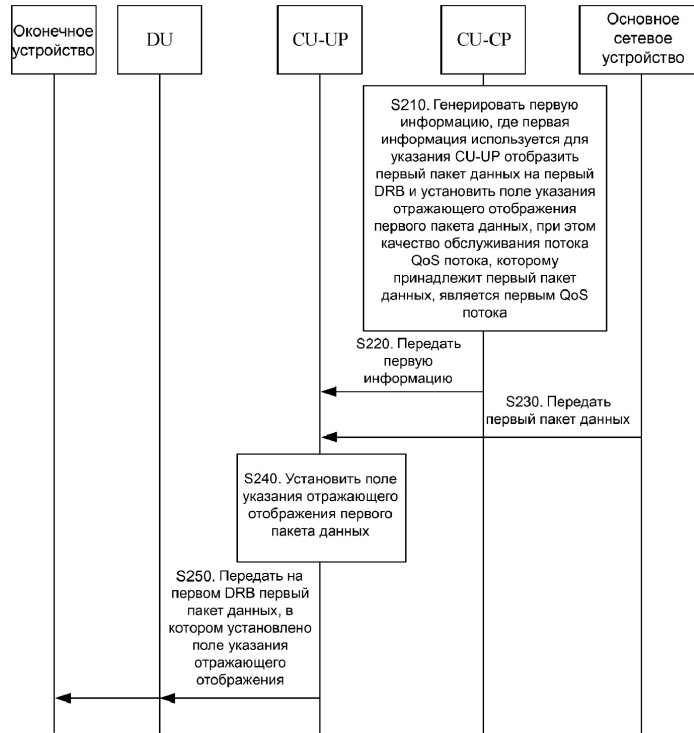 Оконечное
устройство
DU
CU-UP
CU-CP
Основное
сетевое
устройство
S210. Генерировать первую
информацию, где первая
информация используется для
указания CU-UP отобразить
первый пакет данных на первый
DRB и установить поле указания
отражающего отображения
первого пакета данных, при этом
качество обслуживания потока
QoS потока, которому
принадлежит первый пакет
данных, является первым QoS
потока
S220. Передать
первую
информацию
S230. Передать
первый пакет данных
S240. Установить поле
указания отражающего
отображения первого
пакета данных
S250. Передать на
первом DRB первый
пакет данных, в
котором установлено
поле указания
отражающего
отображения